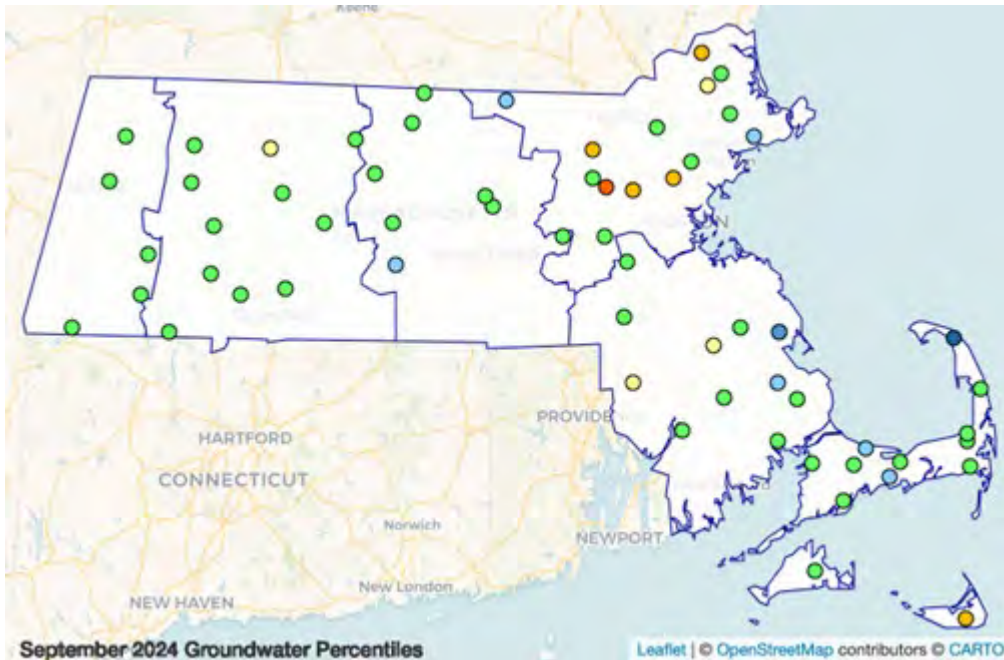 Keene
HARTFORD
CONNECTICUT
PROVIDE
Norwich
NEWPORT
New London
NEW HAVEN
September 2024 Groundwater Percentiles
Leaflet | © OpenStreetMap contributors © CARTO